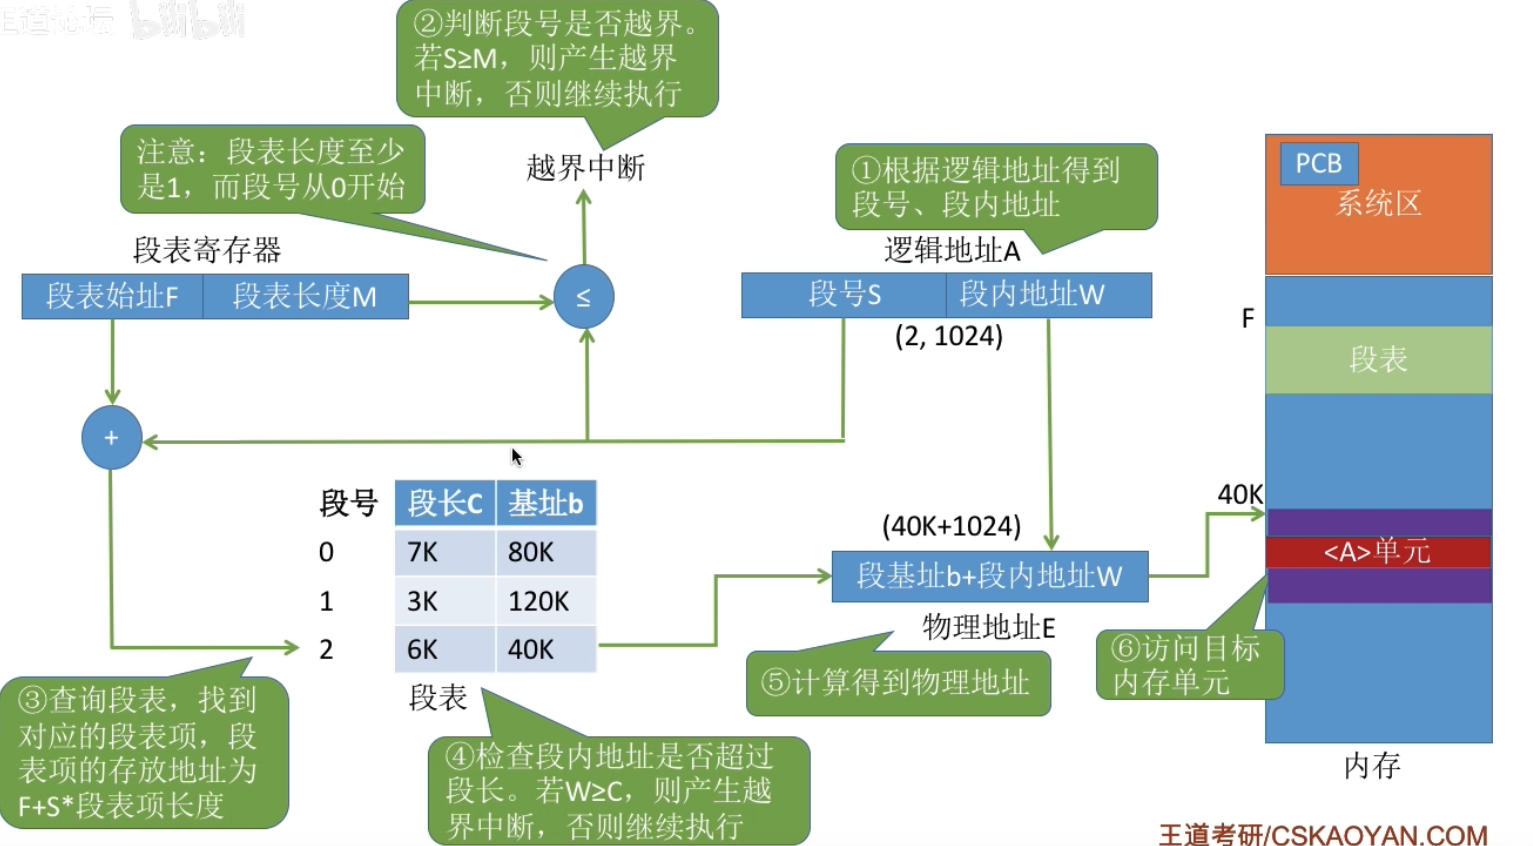 王道论坛 bilibili
②判断段号是否越界。
若S≥M，则产生越界
中断，否则继续执行
注意：段表长度至少
是1，而段号从0开始
越界中断
①根据逻辑地址得到
段号、段内地址
PCB
系统区
段表寄存器
逻辑地址A
段表始址F
段表长度M
≤
段号S
段内地址W
(2, 1024)
F
段表
+
段号
段长C
基址b
0
7K
80K
1
3K
120K
2
6K
40K
段表
(40K+1024)
40K
段基址b+段内地址W
<A>单元
物理地址E
③查询段表，找到
对应的段表项，段
表项的存放地址为
F+S*段表项长度
④检查段内地址是否超过
段长。若W≥C，则产生越
界中断，否则继续执行
⑤计算得到物理地址
⑥访问目标
内存单元
内存
王道考研/CSKAOYAN.COM